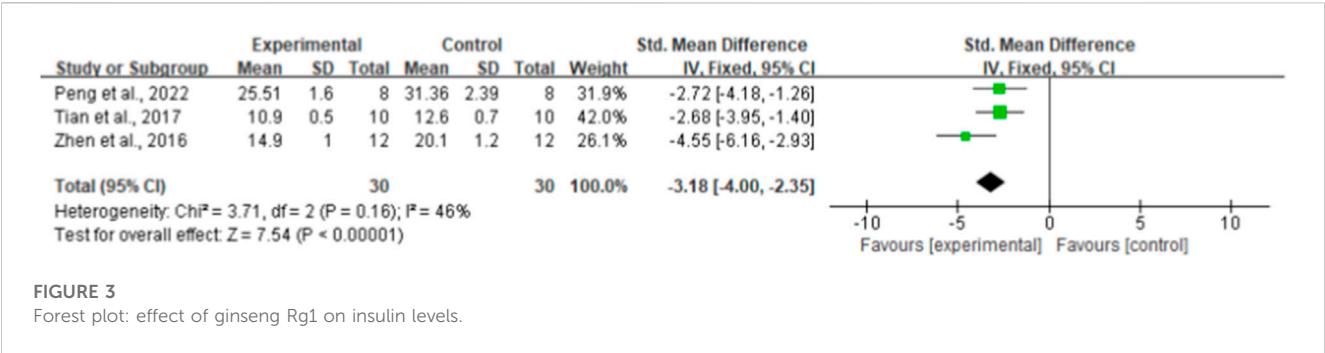 Experimental Control Std. Mean Difference Std. Mean Difference
Study or Subgroup Mean SD Total Mean SD Total Weight IV, Fixed, 95% CI IV, Fixed, 95% CI
Peng et al., 2022 25.51 1.6 8 31.36 2.39 8 31.9% -2.72 [-4.18, -1.26]
Tian et al., 2017 10.9 0.5 10 12.6 0.7 10 42.0% -2.68 [-3.95, -1.40]
Zhen et al., 2016 14.9 1 12 20.1 1.2 12 26.1% -4.55 [-6.16, -2.93]
Total (95% CI) 30 30 100.0% -3.18 [-4.00, -2.35]
Heterogeneity: Chi² = 3.71, df = 2 (P = 0.16); I² = 46%
Test for overall effect: Z = 7.54 (P < 0.00001)
-10 -5 0 5 10
Favours [experimental] Favours [control]
FIGURE 3
Forest plot: effect of ginseng Rg1 on insulin levels.